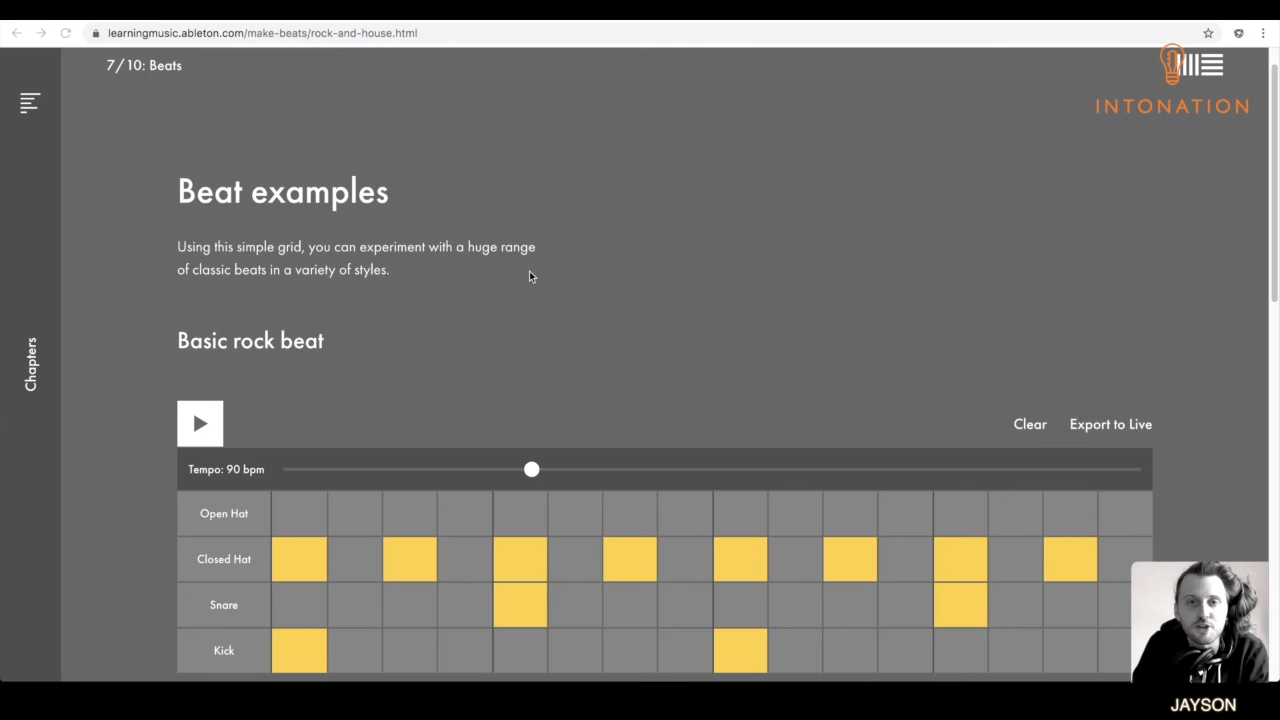 learningmusic.ableton.com/make-beats/rock-and-house.html
7/10: Beats
INTONATION
Beat examples
Using this simple grid, you can experiment with a huge range
of classic beats in a variety of styles.
Chapters
Basic rock beat
Clear Export to Live
Tempo: 90 bpm
Open Hat
Closed Hat
Snare
Kick
JAYSON